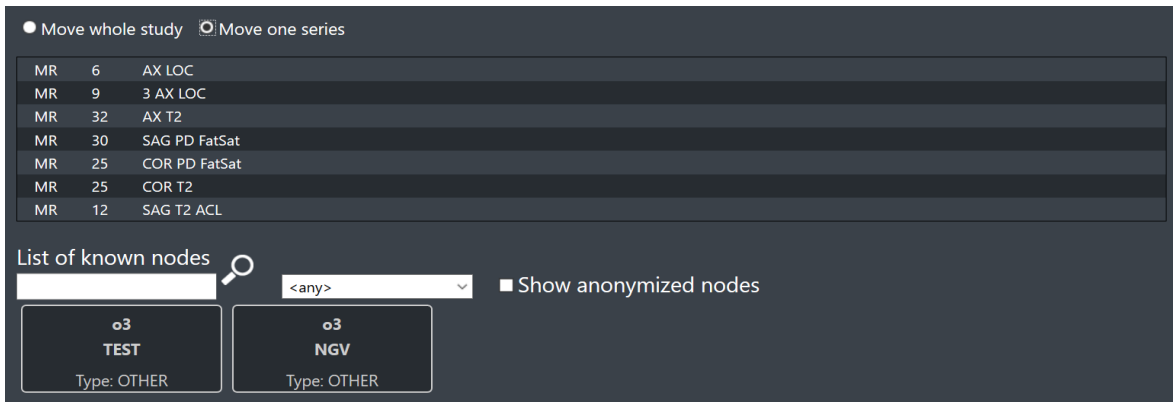 Move whole study Move one series
MR 6 AX LOC
MR 9 3 AX LOC
MR 32 AX T2
MR 30 SAG PD FatSat
MR 25 COR PD FatSat
MR 25 COR T2
MR 12 SAG T2 ACL
List of known nodes
<any> Show anonymized nodes
o3 o3
TEST NGV
Type: OTHER Type: OTHER